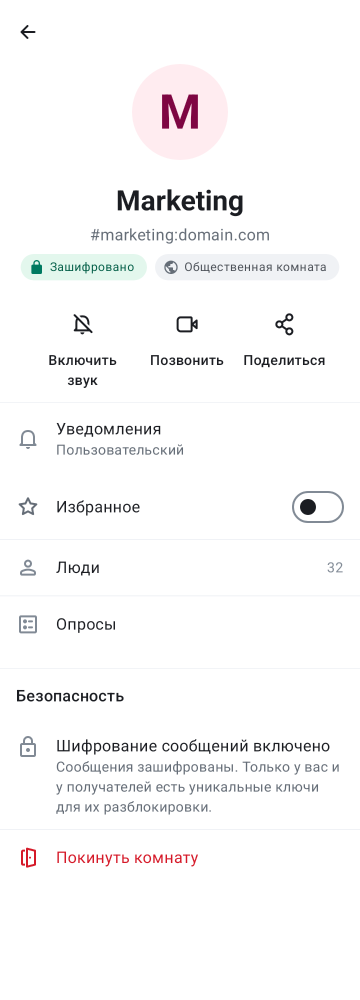 M
Marketing
#marketing:domain.com
Зашифровано
Общественная комната
Включить
звук
Позвонить
Поделиться
Уведомления
Пользовательский
Избранное
Люди
32
Опросы
Безопасность
Шифрование сообщений включено
Сообщения зашифрованы. Только у вас и
у получателей есть уникальные ключи
для их разблокировки.
Покинуть комнату